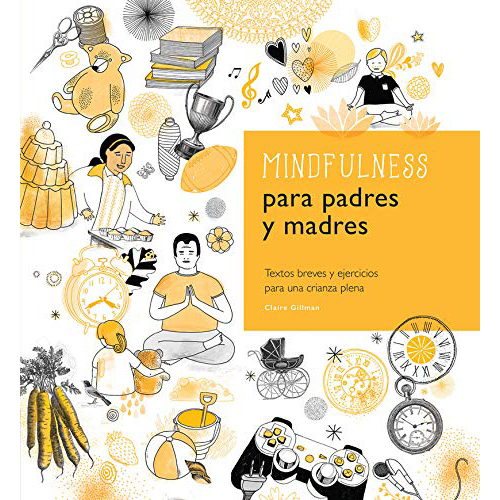 MINDFULNESS
para padres
y madres
Textos breves y ejercicios
para una crianza plena
Claire Gillman